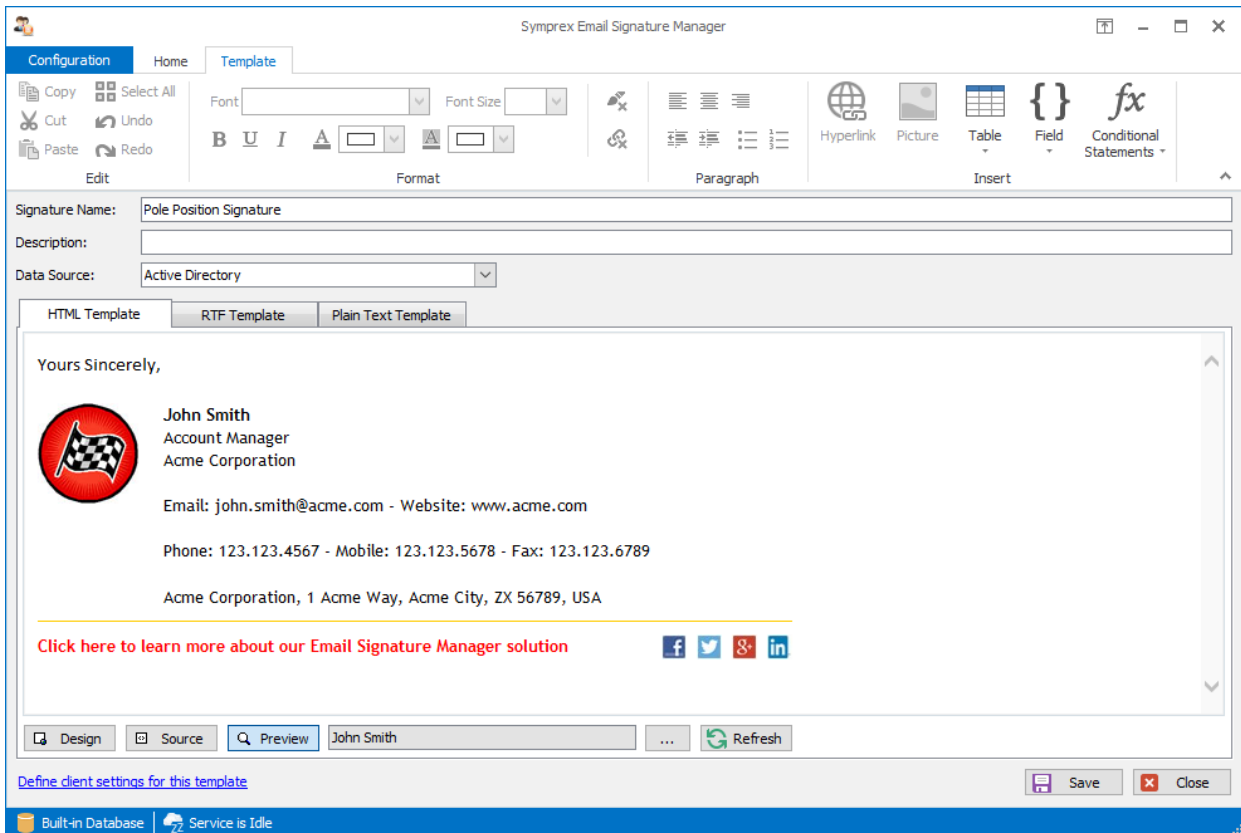 Symprex Email Signature Manager
Configuration Home Template
Copy Select All
Cut Undo
Paste Redo
Edit
Font Font Size
B U I A A
Format
Paragraph
Hyperlink Picture Table Field Conditional Statements
Insert
Signature Name: Pole Position Signature
Description:
Data Source: Active Directory
HTML Template RTF Template Plain Text Template
Yours Sincerely,
John Smith
Account Manager
Acme Corporation
Email: john.smith@acme.com - Website: www.acme.com
Phone: 123.123.4567 - Mobile: 123.123.5678 - Fax: 123.123.6789
Acme Corporation, 1 Acme Way, Acme City, ZX 56789, USA
Click here to learn more about our Email Signature Manager solution f 8+ in
Design Source Preview John Smith ... Refresh
Define client settings for this template Save Close
Built-in Database Service is Idle